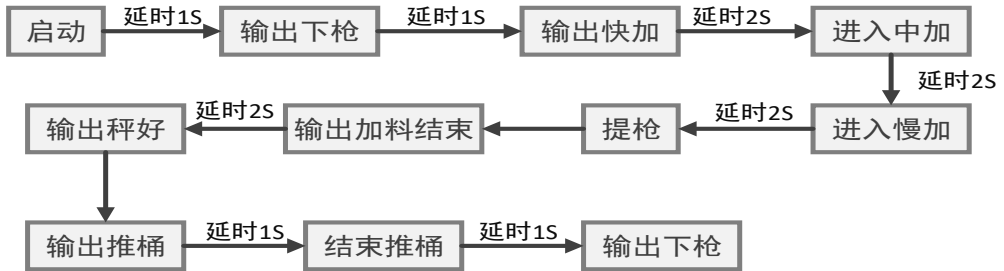 启动 延时1S 输出下枪 延时1S 输出快加 延时2S 进入中加
延时2S
输出秤好 延时2S 输出加料结束 提枪 延时2S 进入慢加
输出推桶 延时1S 结束推桶 延时1S 输出下枪